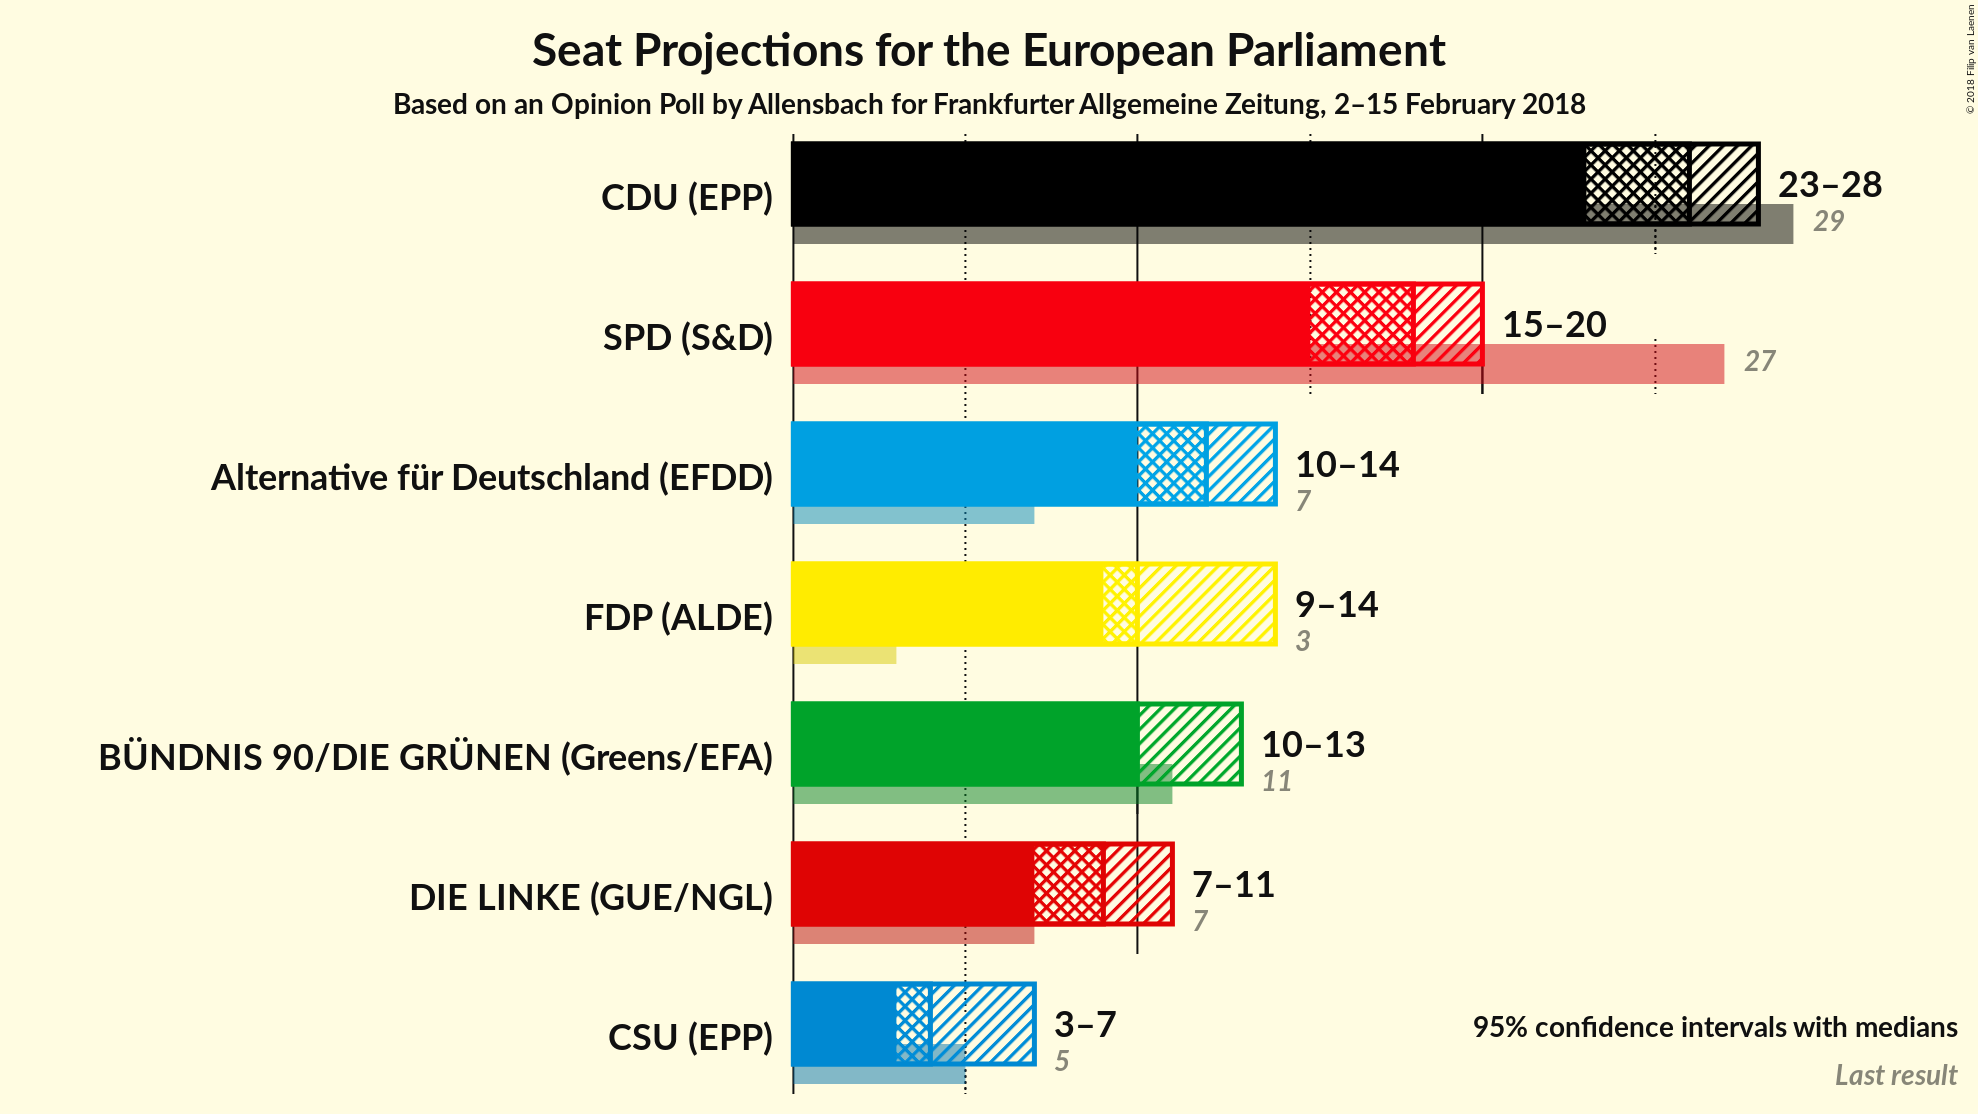 Seat Projections for the European Parliament
Based on an Opinion Poll by Allensbach for Frankfurter Allgemeine Zeitung, 2–15 February 2018
© 2018 Filip van Laenen
CDU (EPP)
23–28
29
SPD (S&D)
15–20
27
Alternative für Deutschland (EFDD)
10–14
7
FDP (ALDE)
9–14
3
BÜNDNIS 90/DIE GRÜNEN (Greens/EFA)
10–13
11
DIE LINKE (GUE/NGL)
7–11
7
CSU (EPP)
3–7
5
95% confidence intervals with medians
Last result